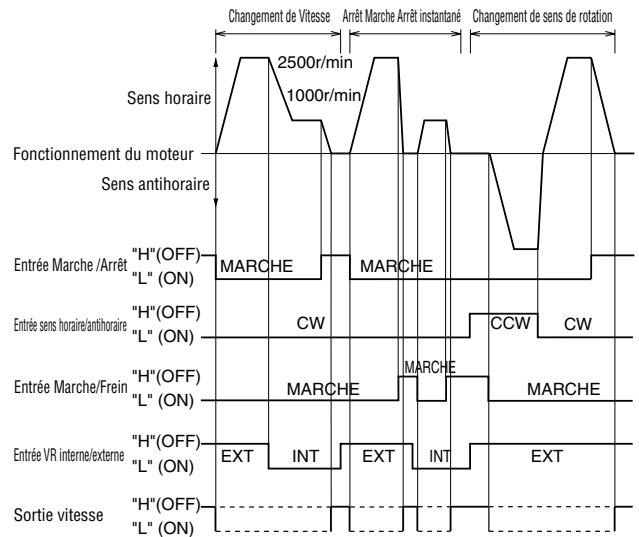 Changement de Vitesse Arrêt Marche Arrêt instantané Changement de sens de rotation
2500r/min
Sens horaire
1000r/min
Fonctionnement du moteur
Sens antihoraire
Entrée Marche /Arrêt
"H"(OFF)
"L" (ON)
MARCHE MARCHE
Entrée sens horaire/antihoraire
"H"(OFF)
"L" (ON)
CW CCW CW
Entrée Marche/Frein
"H"(OFF)
"L" (ON)
MARCHE MARCHE MARCHE
Entrée VR interne/externe
"H"(OFF)
"L" (ON)
EXT INT EXT INT EXT
Sortie vitesse
"H"(OFF)
"L" (ON)